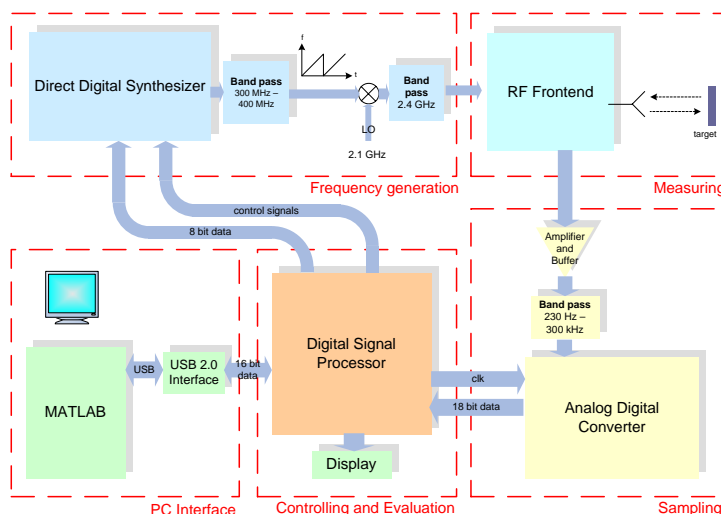 Direct Digital Synthesizer
Band pass
300 MHz –
400 MHz
f
t
LO
2.1 GHz
Band
pass
2.4 GHz
Frequency generation
RF Frontend
target
Measuring
control signals
8 bit data
Amplifier
and
Buffer
Band pass
230 Hz –
300 kHz
Analog Digital
Converter
Sampling
MATLAB
USB
USB 2.0
Interface
PC Interface
16 bit
data
Digital Signal
Processor
clk
18 bit data
Display
Controlling and Evaluation